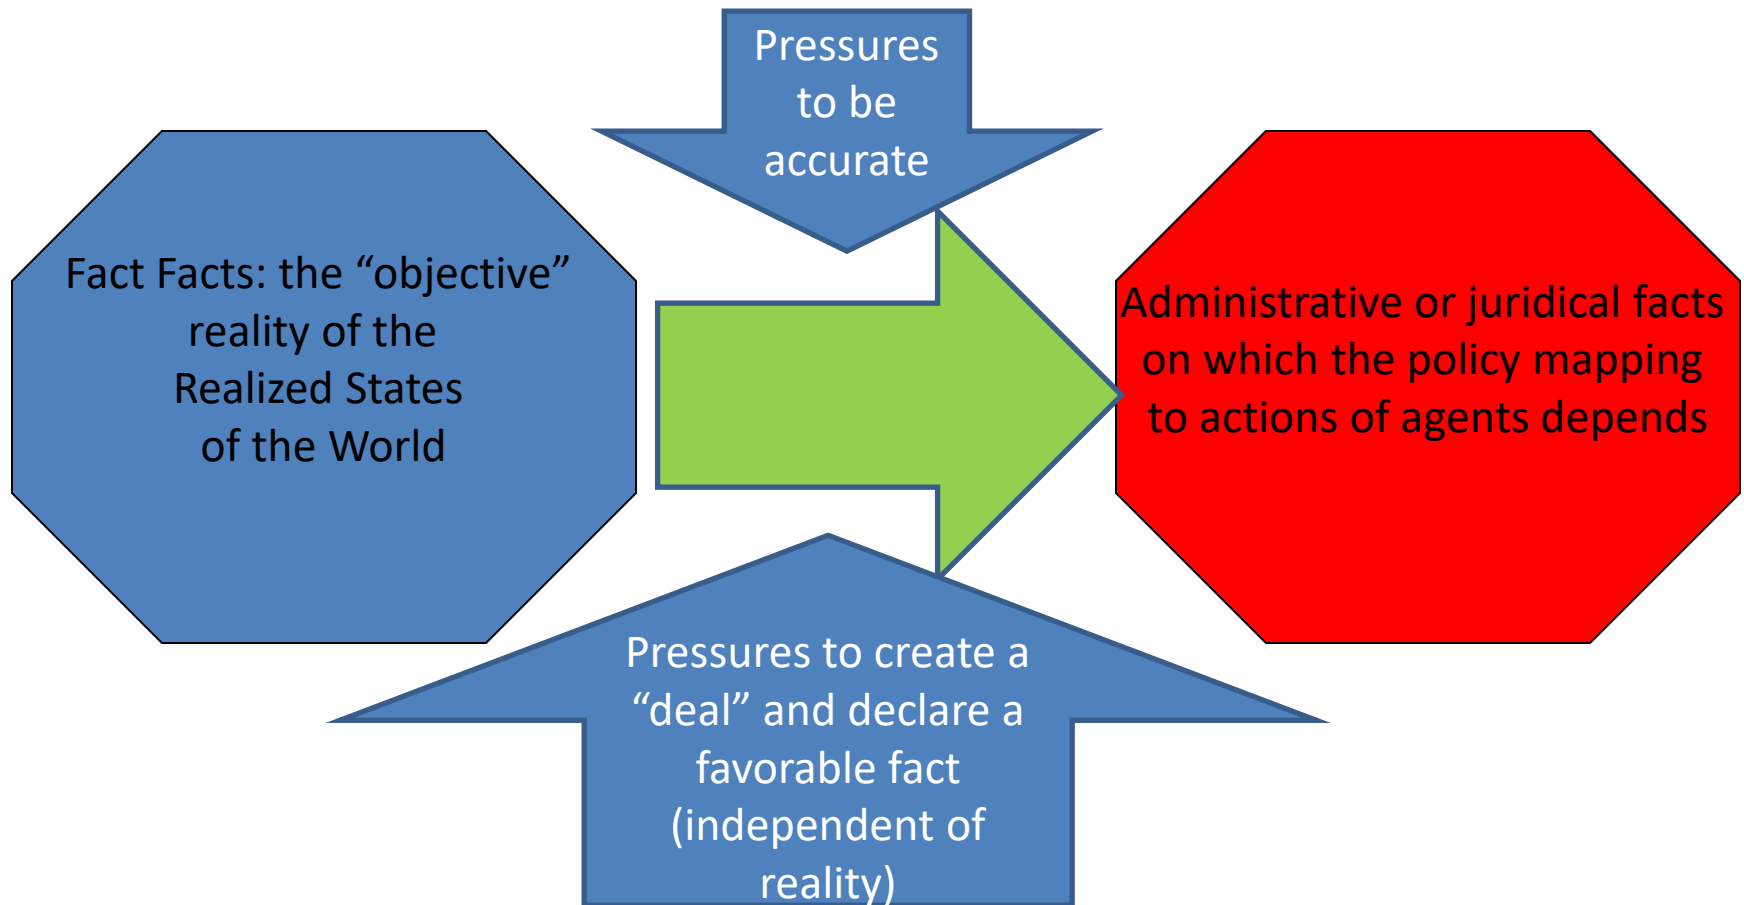 Pressures
to be
accurate
Fact Facts: the “objective”
reality of the
Realized States
of the World
Administrative or juridical facts
on which the policy mapping
to actions of agents depends
Pressures to create a
“deal” and declare a
favorable fact
(independent of
reality)